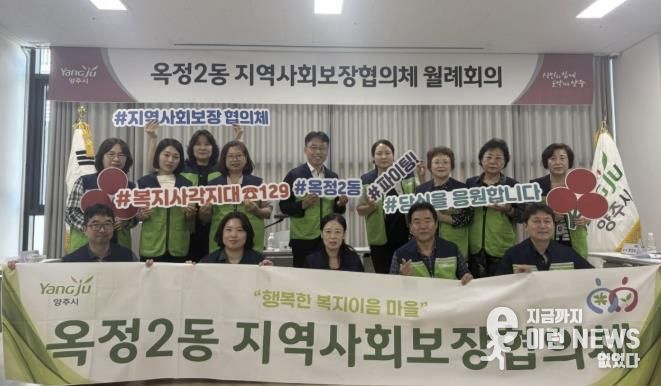 Yangju
양주시
옥정2동 지역사회보장협의체 월례회의
#지역사회보장 협의체
#복지사각지대☎129
#옥정2동
#파이팅!
#당신을 응원합니다
양주시
Yangju
양주시
"행복한 복지이음 마을"
옥정2동 지역사회보장협의체
지금까지
이런 NEWS
없었다